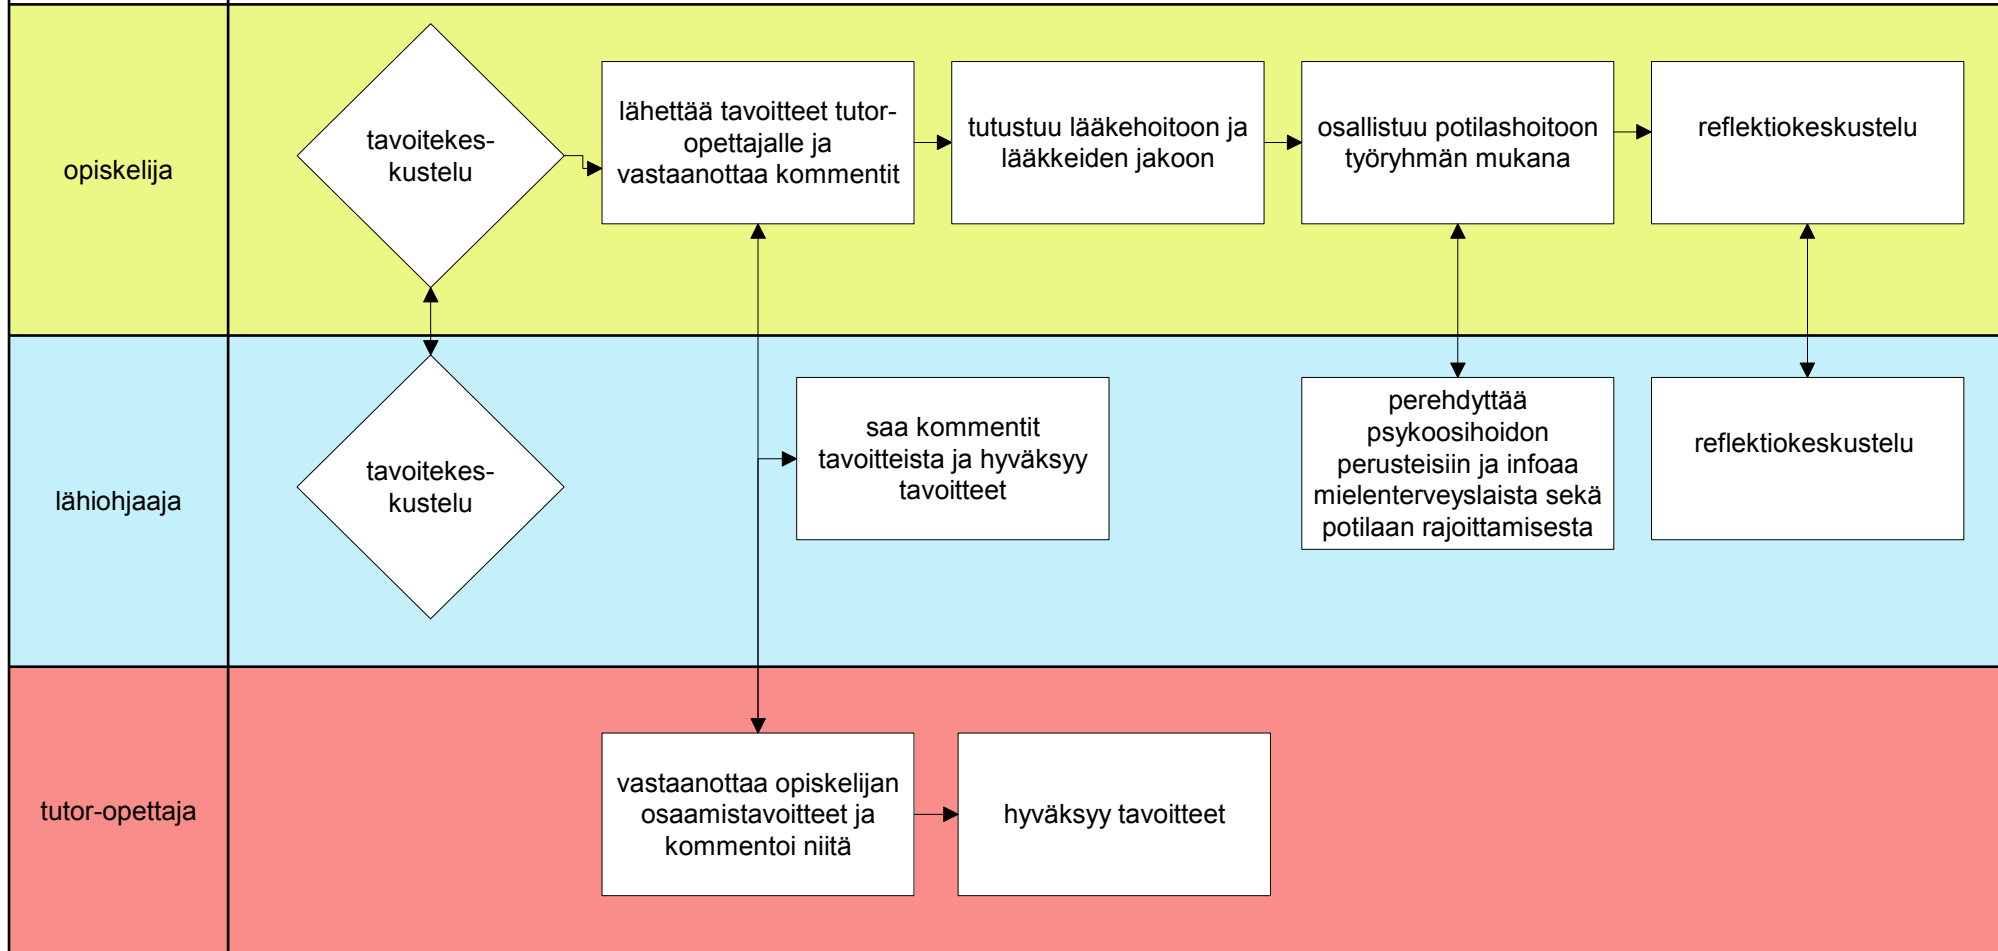 opiskelija
tavoitekes-
kustelu
lähettää tavoitteet tutor-
opettajalle ja
vastaanottaa kommentit
tutustuu lääkehoitoon ja
lääkkeiden jakoon
osallistuu potilashoitoon
työryhmän mukana
reflektiokeskustelu
lähiohjaaja
tavoitekes-
kustelu
saa kommentit
tavoitteista ja hyväksyy
tavoitteet
perehdyttää
psykoosihoidon
perusteisiin ja infoaa
mielenterveyslaista sekä
potilaan rajoittamisesta
reflektiokeskustelu
tutor-opettaja
vastaanottaa opiskelijan
osaamistavoitteet ja
kommentoi niitä
hyväksyy tavoitteet